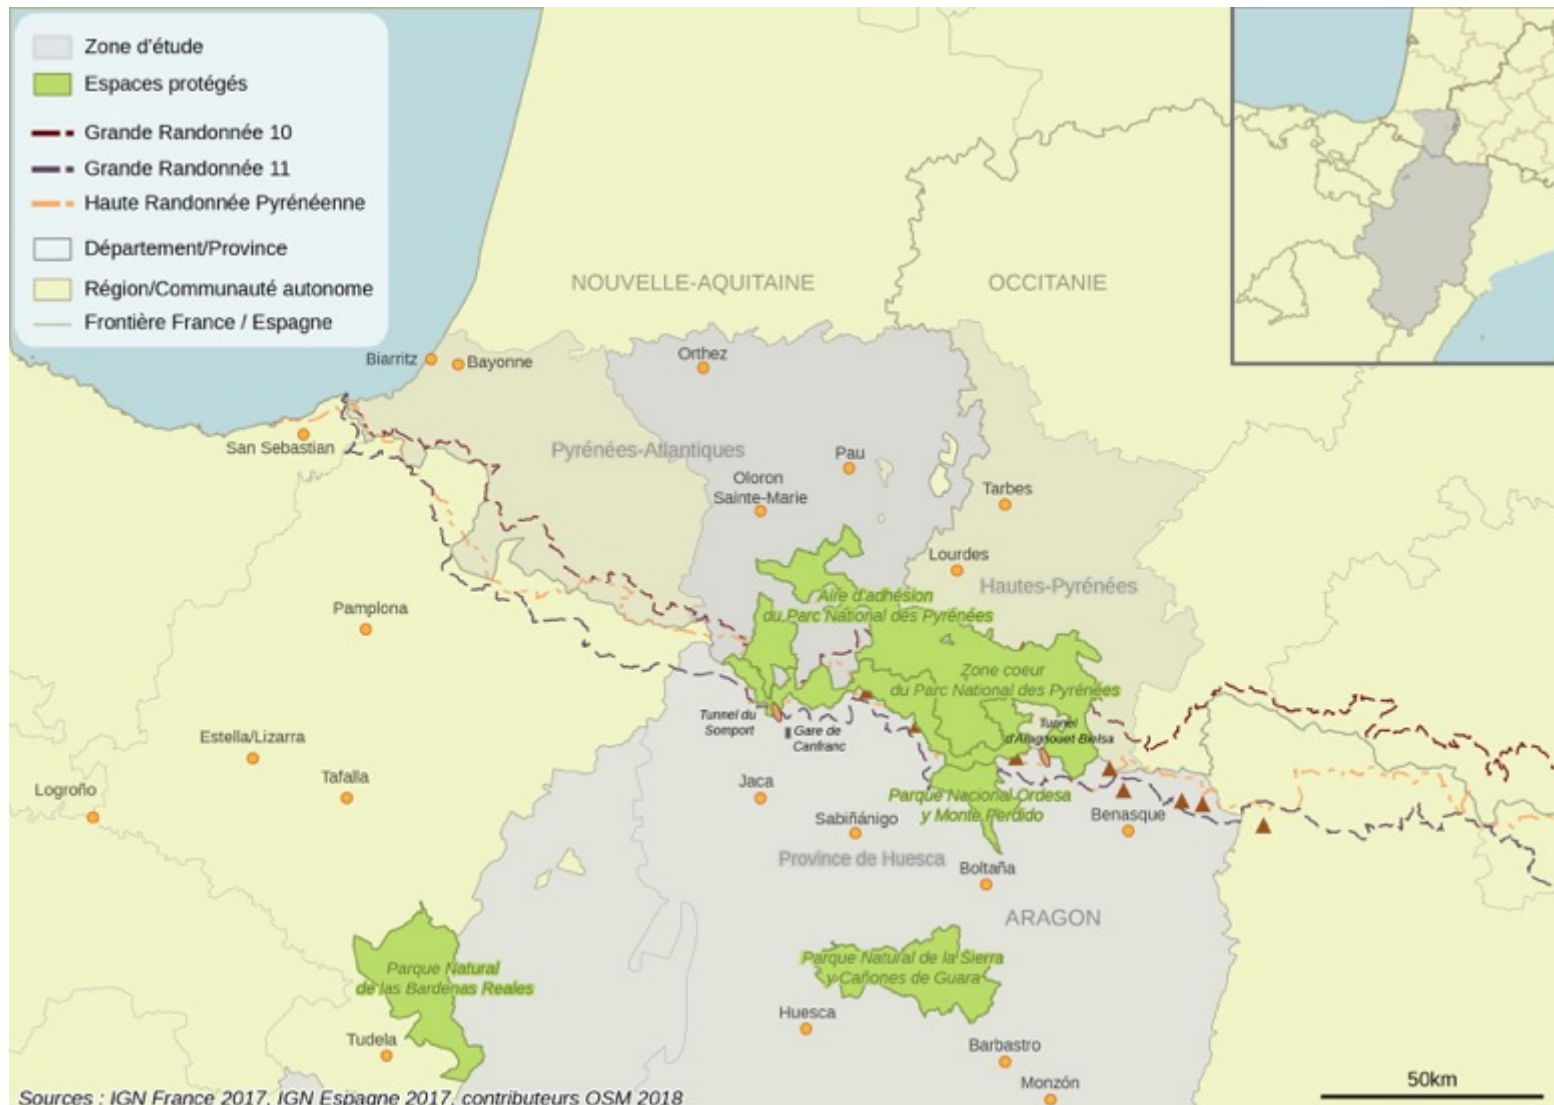 Zone d'étude
Espaces protégés
Grande Randonnée 10
Grande Randonnée 11
Haute Randonnée Pyrénéenne
Département/Province
Région/Communauté autonome
Frontière France / Espagne
NOUVELLE-AQUITAINE
OCCITANIE
Biarritz
Bayonne
Orthez
San Sebastian
Pyrénées-Atlantiques
Pau
Oloron
Sainte-Marie
Tarbes
Lourdes
Hautes-Pyrénées
Aire d'adhésion
du Parc National des Pyrénées
Pamplona
Zone coeur
du Parc National des Pyrénées
Tunnel du
Somport
Gare de
Canfranc
Tunnel
d'Aragnouet-Bielsa
Estella/Lizarra
Tafalla
Logroño
Jaca
Parque Nacional Ordesa
y Monte Perdido
Sabiñánigo
Benasque
Province de Huesca
Boltaña
ARAGON
Parque Natural
de las Bardenas Reales
Parque Natural de la Sierra
y Cañones de Guara
Huesca
Tudela
Barbastro
Monzón
50km
Sources : IGN France 2017, IGN Espagne 2017, contributeurs OSM 2018